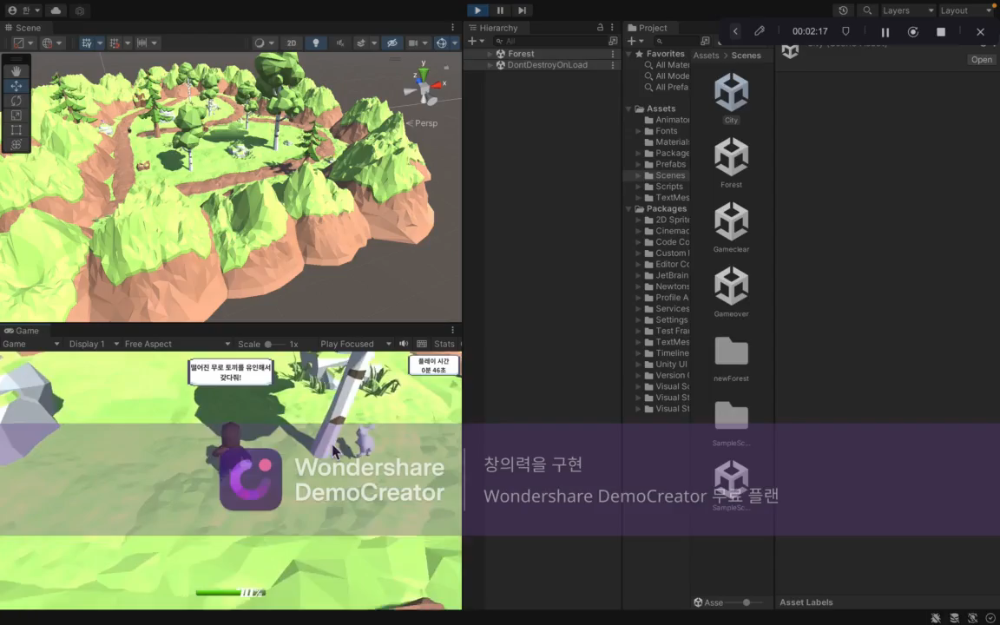 한
Layers
Layout
Scene
Hierarchy
Project
00:02:17
2D
All
Forest
DontDestroyOnLoad
Favorites
All Mater
All Mode
All Prefa
Assets
Animator
Fonts
Materials
Package
Prefabs
Scenes
Scripts
TextMes
Packages
2D Sprite
Cinemac
Code Co
Custom
Editor Co
JetBrain
Newtons
Profile A
Services
Settings
Test Frar
TextMes
Timeline
Unity UI
Version C
Visual Sc
Visual St
Visual St
Assets > Scenes
City
Forest
Gameclear
Gameover
newForest
SampleSc...
SampleSc...
Open
y
x
z
Persp
Game
Game
Display 1
Free Aspect
Scale
1x
Play Focused
Stats
떨어진 무로 토끼를 유인해서
갖다줘!
플레이 시간
0분 46초
Wondershare
DemoCreator
창의력을 구현
Wondershare DemoCreator 무료 플랜
Asse
Asset Labels